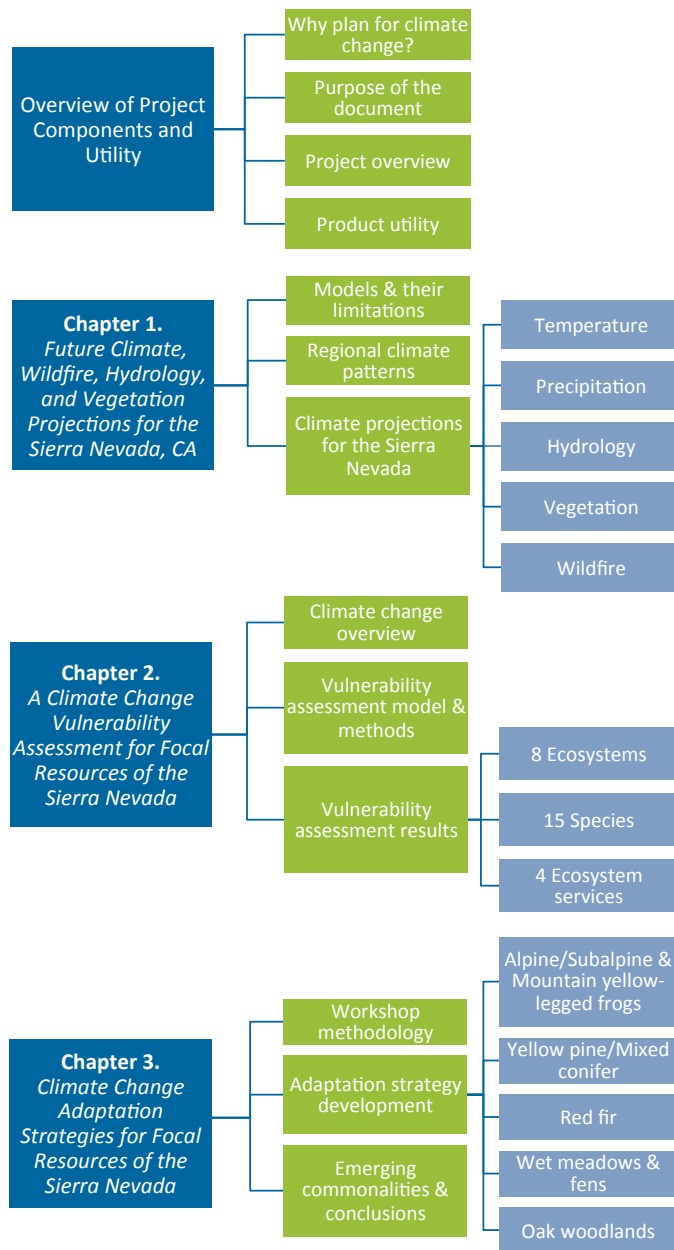 Overview of Project
Components and
Utility
Why plan for climate
change?
Purpose of the
document
Project overview
Product utility
Chapter 1.
Future Climate,
Wildfire, Hydrology,
and Vegetation
Projections for the
Sierra Nevada, CA
Models & their
limitations
Regional climate
patterns
Climate projections
for the Sierra
Nevada
Temperature
Precipitation
Hydrology
Vegetation
Wildfire
Chapter 2.
A Climate Change
Vulnerability
Assessment for Focal
Resources of the
Sierra Nevada
Climate change
overview
Vulnerability
assessment model &
methods
Vulnerability
assessment results
8 Ecosystems
15 Species
4 Ecosystem
services
Chapter 3.
Climate Change
Adaptation
Strategies for Focal
Resources of the
Sierra Nevada
Workshop
methodology
Adaptation strategy
development
Emerging
commonalities &
conclusions
Alpine/Subalpine &
Mountain yellow-
legged frogs
Yellow pine/Mixed
conifer
Red fir
Wet meadows &
fens
Oak woodlands